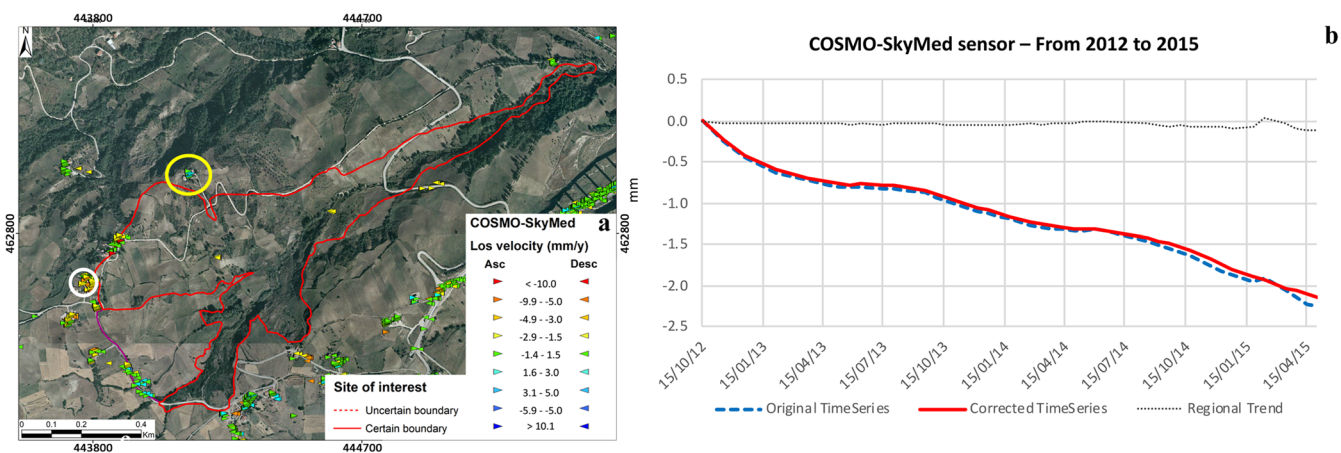 443800
444700
N
462800
462800
COSMO-SkyMed
a
Los velocity (mm/y)
Asc Desc
< -10.0
-9.9 - -5.0
-4.9 - -3.0
-2.9 - -1.5
-1.4 - 1.5
1.6 - 3.0
3.1 - 5.0
-5.9 - -5.0
> 10.1
Site of interest
Uncertain boundary
Certain boundary
0 0.1 0.2 0.4
Km
443800
444700
b
COSMO-SkyMed sensor – From 2012 to 2015
0.5
0.0
-0.5
-1.0
-1.5
-2.0
-2.5
mm
15/10/12
15/01/13
15/04/13
15/07/13
15/10/13
15/01/14
15/04/14
15/07/14
15/10/14
15/01/15
15/04/15
Original TimeSeries
Corrected TimeSeries
Regional Trend